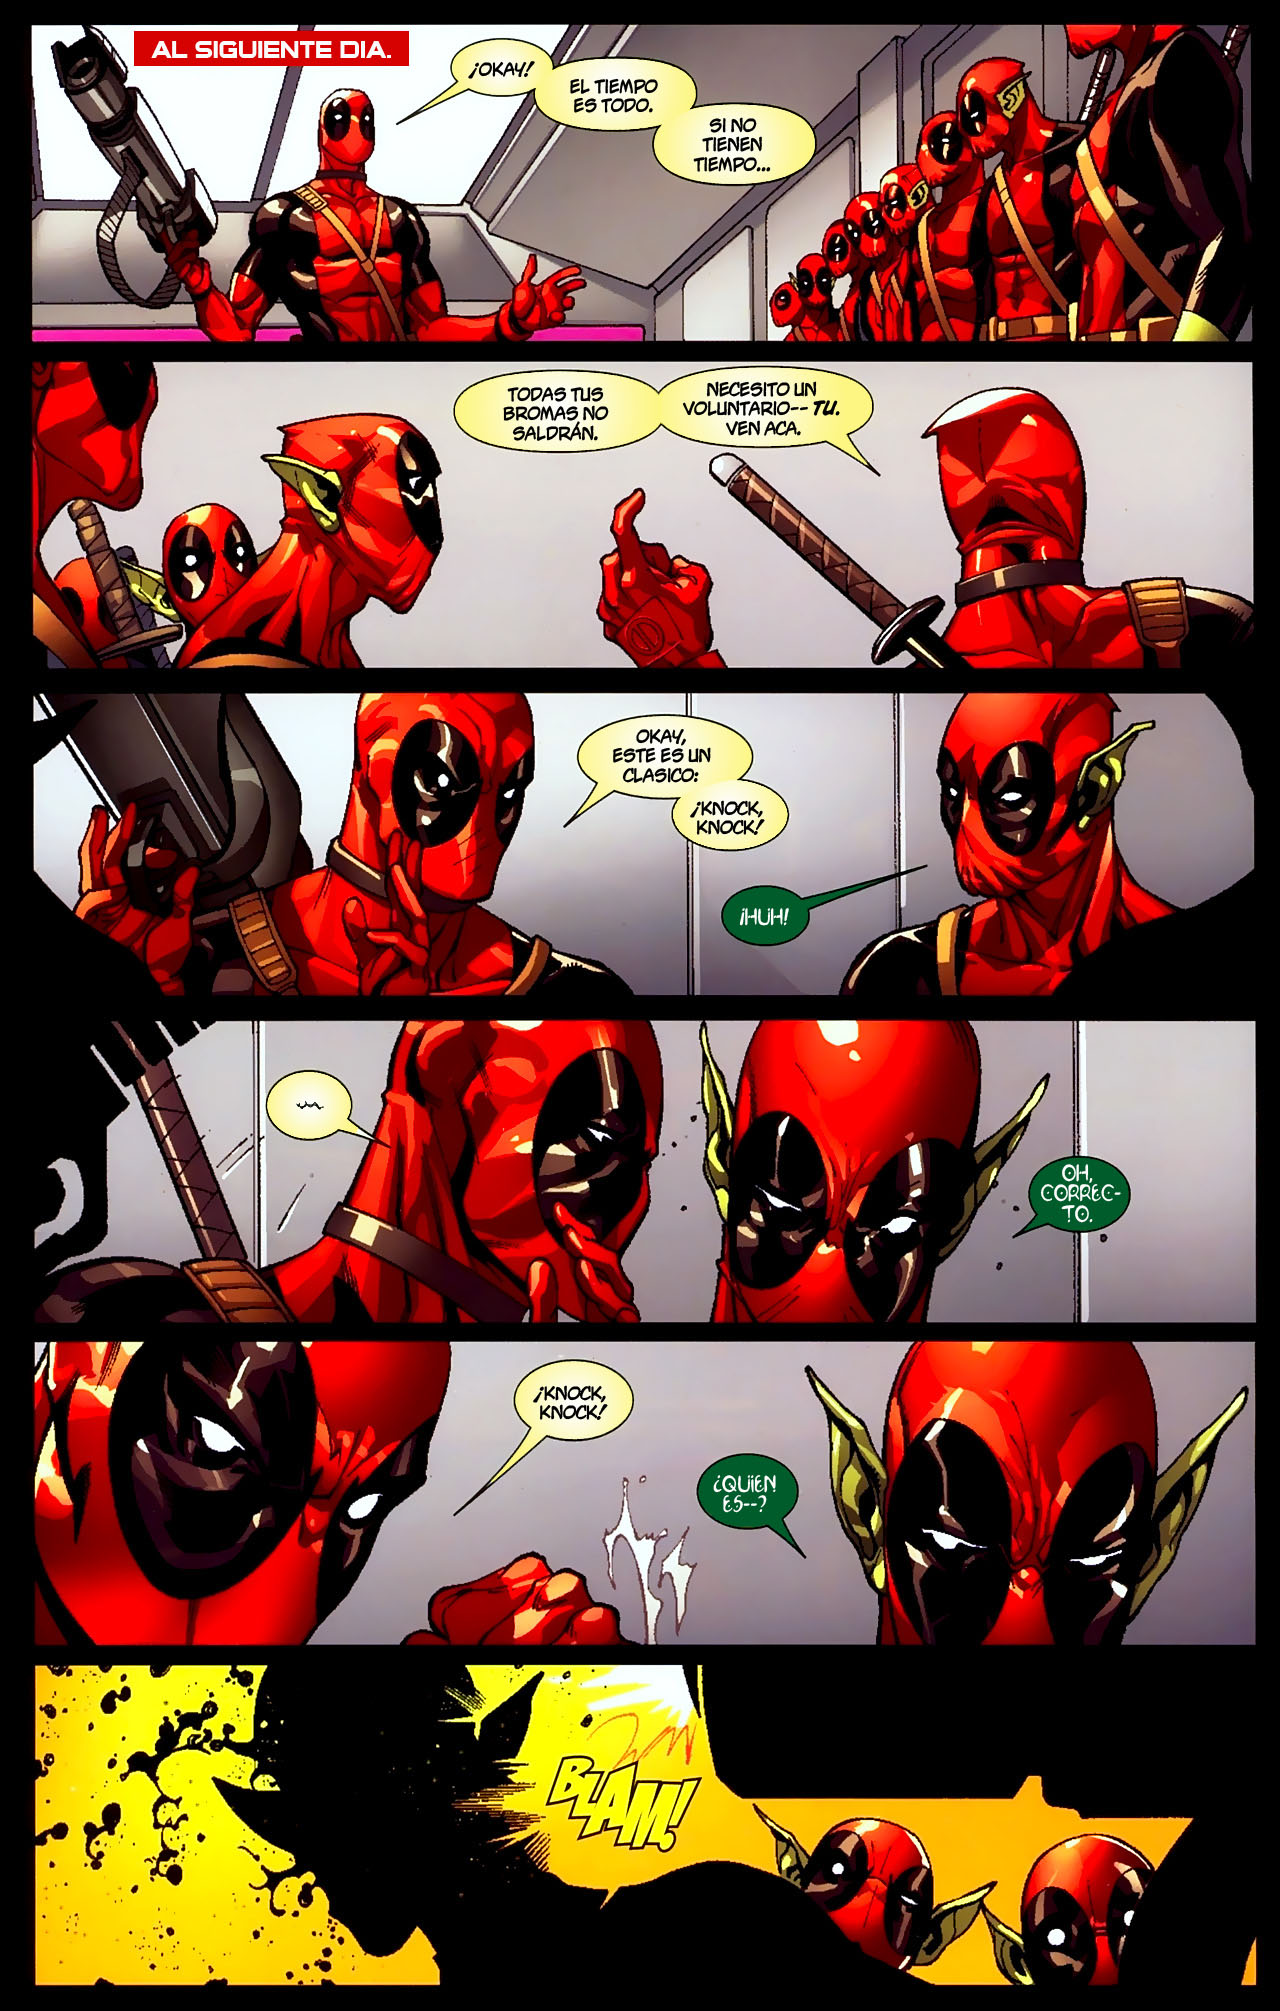 AL SIGUIENTE DIA.
¡OKAY!
EL TIEMPO
ES TODO.
SI NO
TIENEN
TIEMPO...
TODAS TUS
BROMAS NO
SALDRÁN.
NECESITO UN
VOLUNTARIO-- TU.
VEN ACA.
OKAY,
ESTE ES UN
CLASICO:
¡KNOCK,
KNOCK!
¡HUH!
OH,
CORREC-
TO.
¡KNOCK,
KNOCK!
¿QUIEN
ES--?
BLAM!